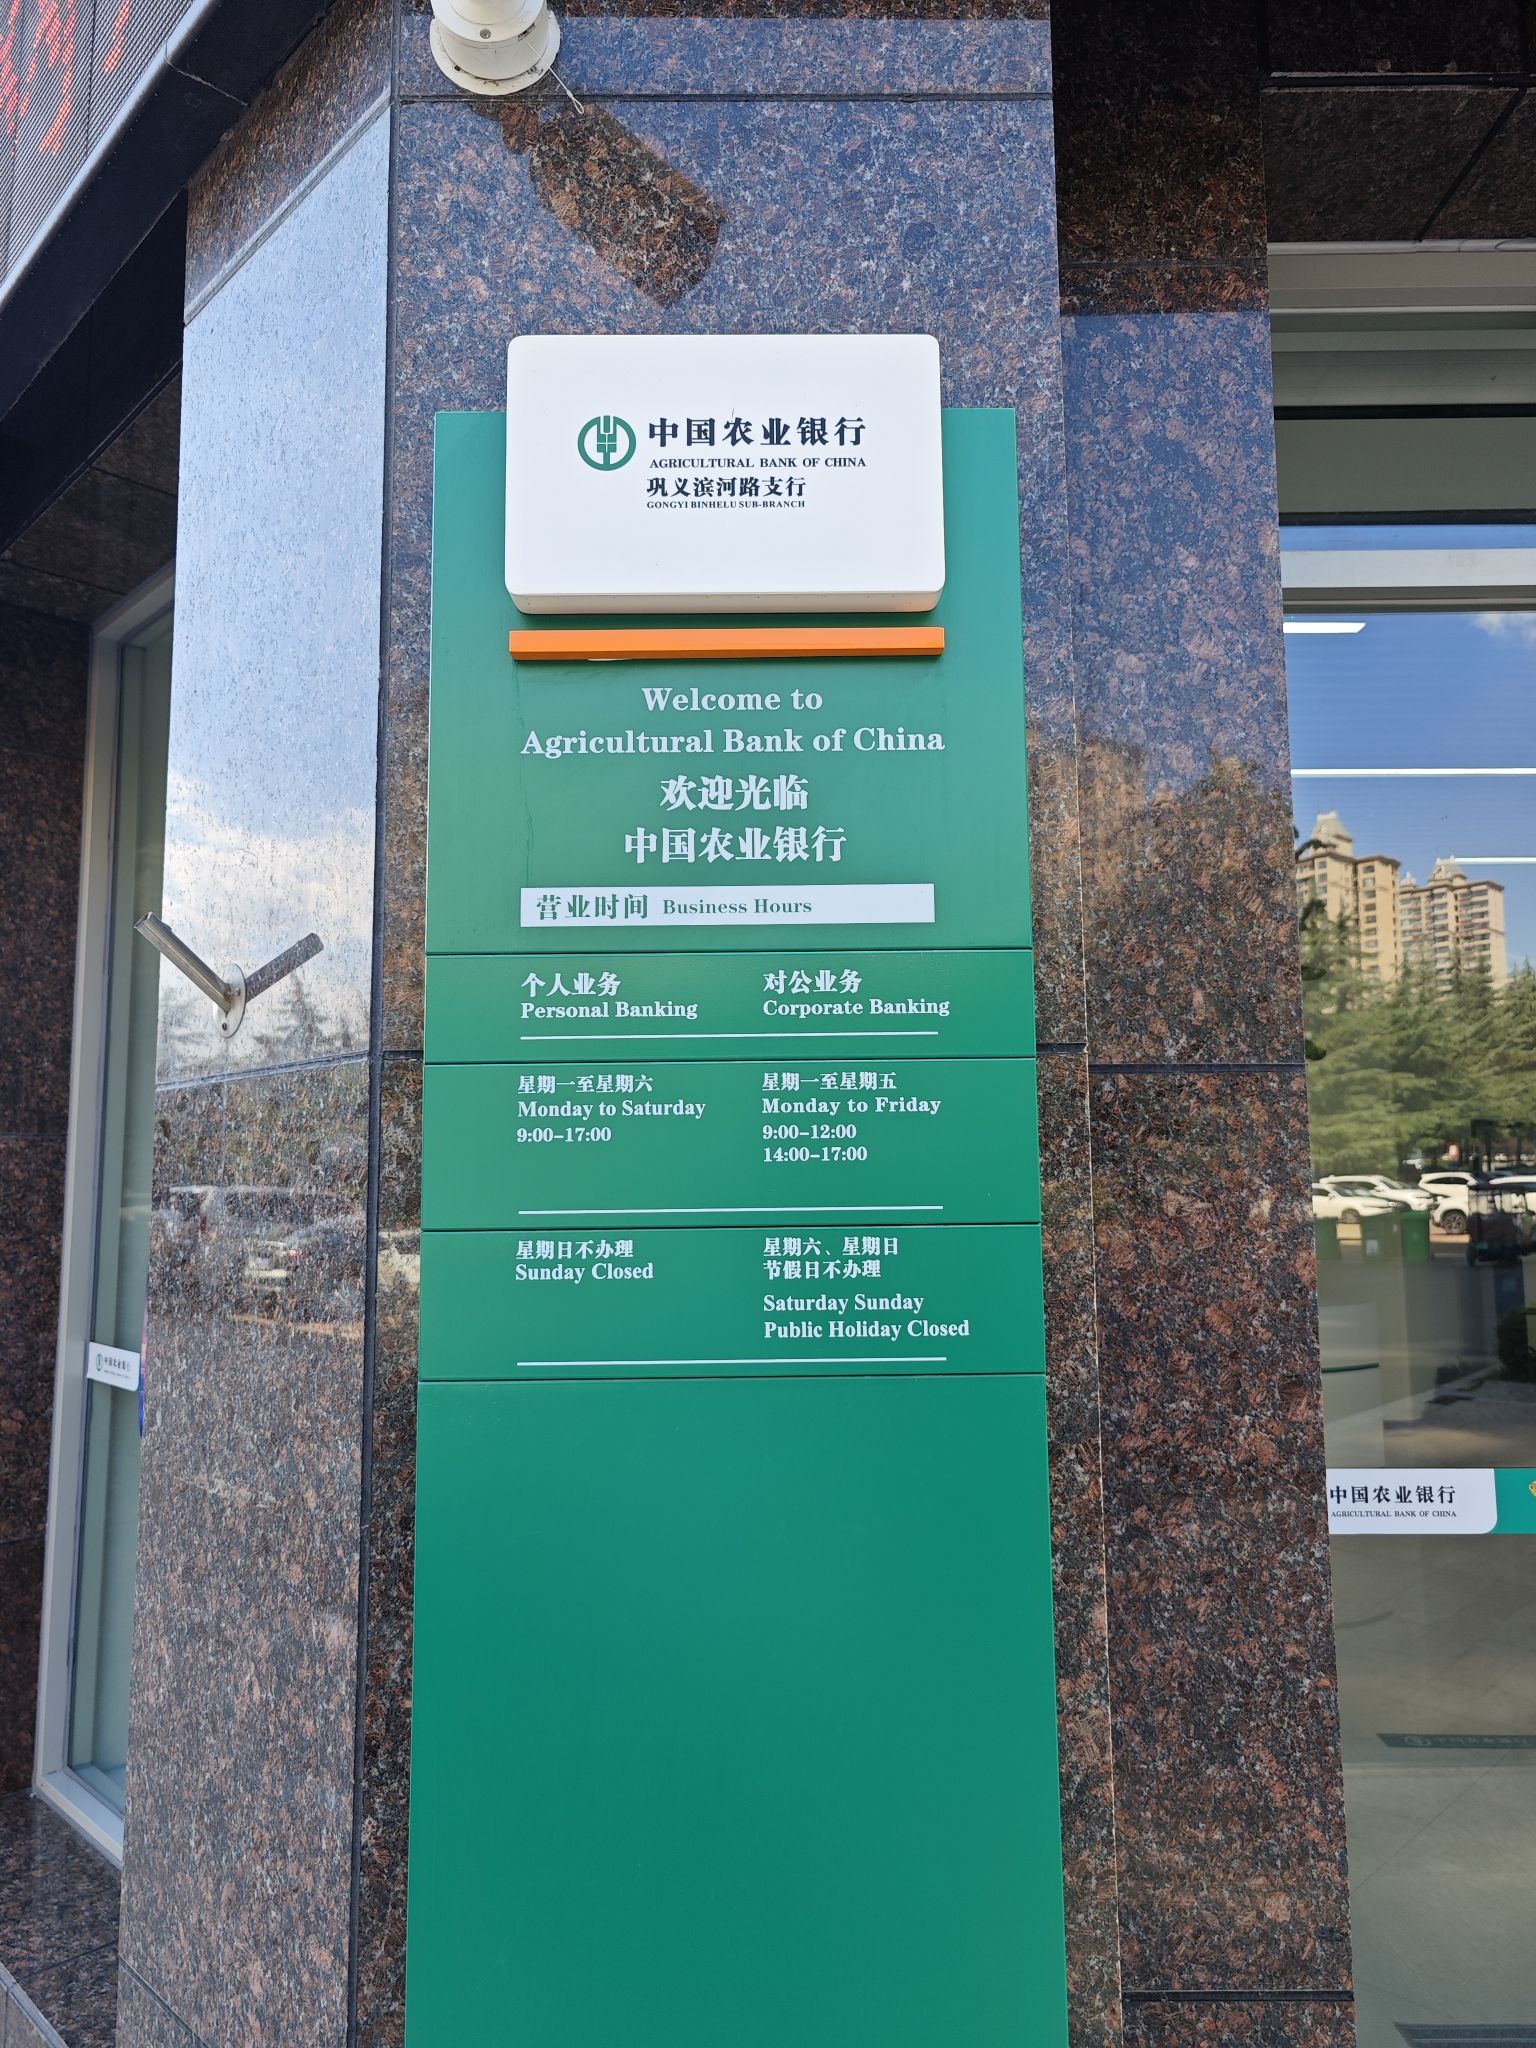 中国农业银行
AGRICULTURAL BANK OF CHINA
巩义滨河路支行
GONGYI BINHELU SUB-BRANCH
Welcome to
Agricultural Bank of China
欢迎光临
中国农业银行
营业时间 Business Hours
个人业务
Personal Banking
对公业务
Corporate Banking
星期一至星期六
Monday to Saturday
9:00-17:00
星期一至星期五
Monday to Friday
9:00-12:00
14:00-17:00
星期日不办理
Sunday Closed
星期六、星期日
节假日不办理
Saturday Sunday
Public Holiday Closed
中国农业银行
中国农业银行
AGRICULTURAL BANK OF CHINA